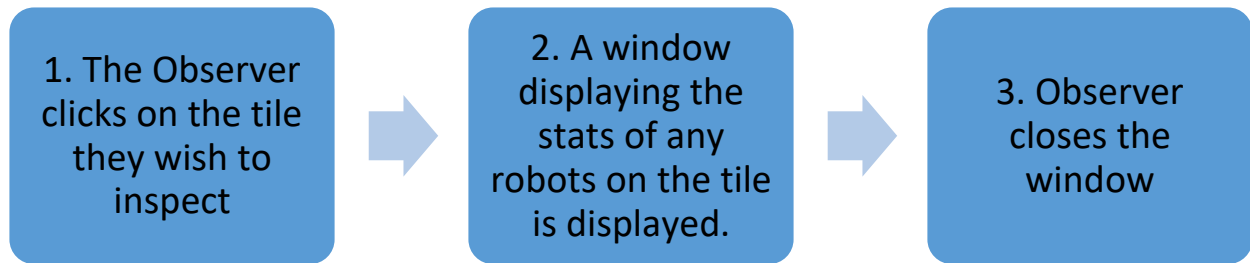 1. The Observer
clicks on the tile
they wish to
inspect
2. A window
displaying the
stats of any
robots on the tile
is displayed.
3. Observer
closes the
window